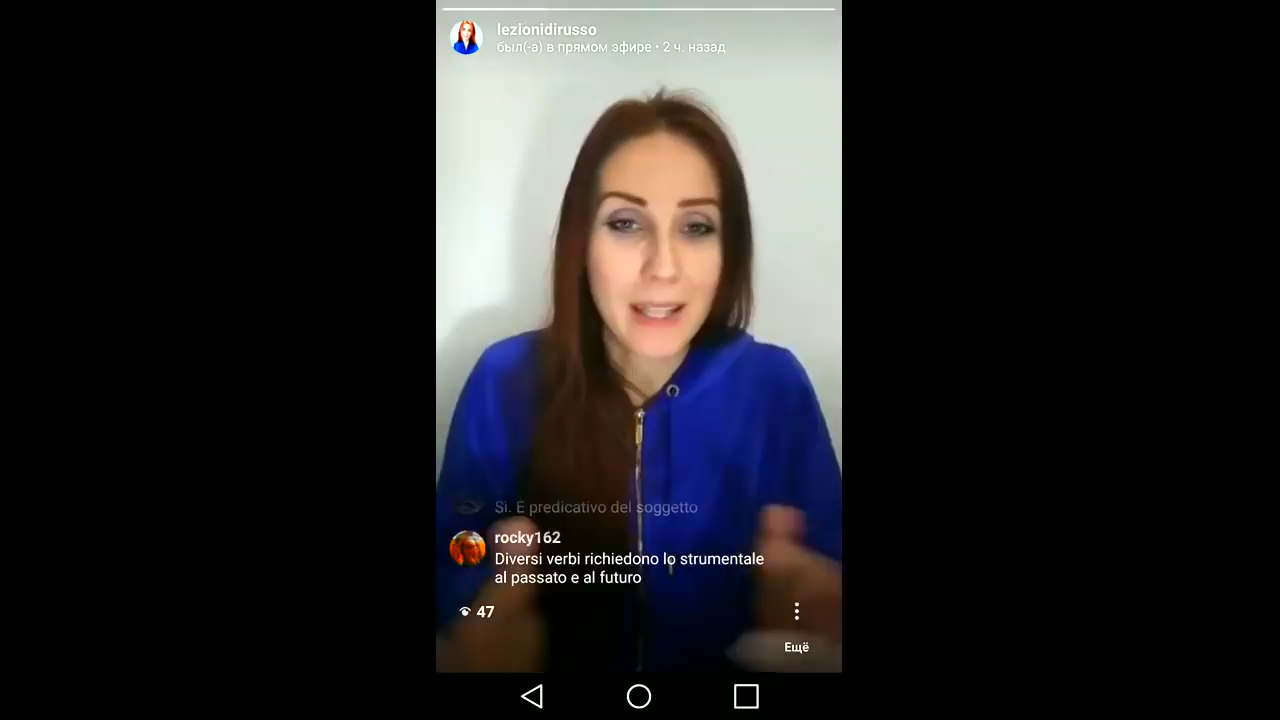 lezionidirusso
был(-а) в прямом эфире • 2 ч. назад
Sì. È predicativo del soggetto
rocky162
Diversi verbi richiedono lo strumentale
al passato e al futuro
47
Ещё